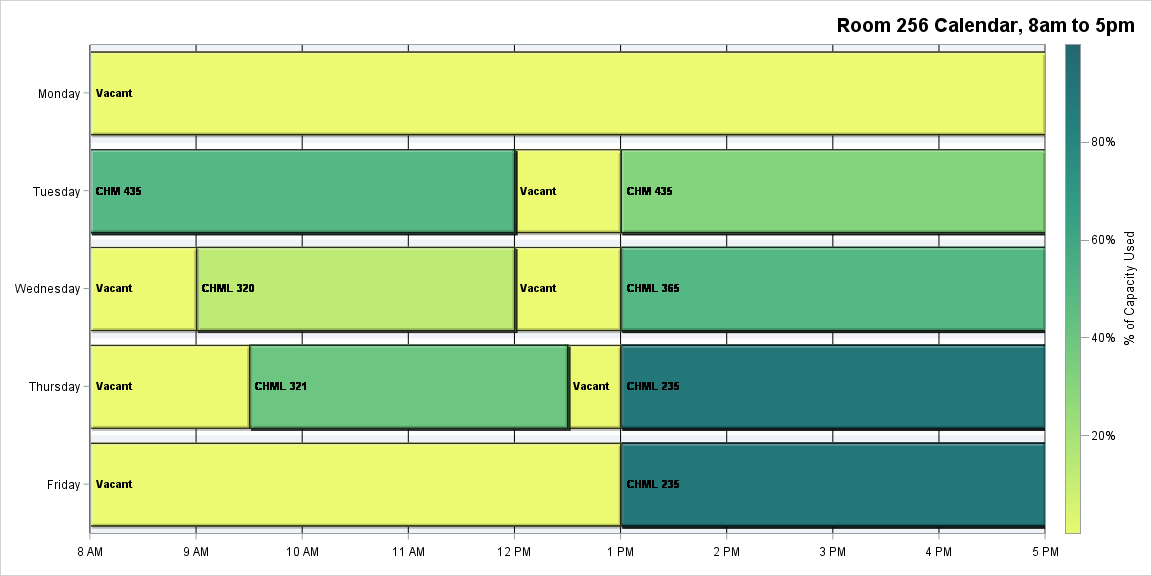 Room 256 Calendar, 8am to 5pm
Monday
Vacant
Tuesday
CHM 435
Vacant
CHM 435
Wednesday
Vacant
CHML 320
Vacant
CHML 365
Thursday
Vacant
CHML 321
Vacant
CHML 235
Friday
Vacant
CHML 235
8 AM
9 AM
10 AM
11 AM
12 PM
1 PM
2 PM
3 PM
4 PM
5 PM
80%
60%
40%
20%
% of Capacity Used